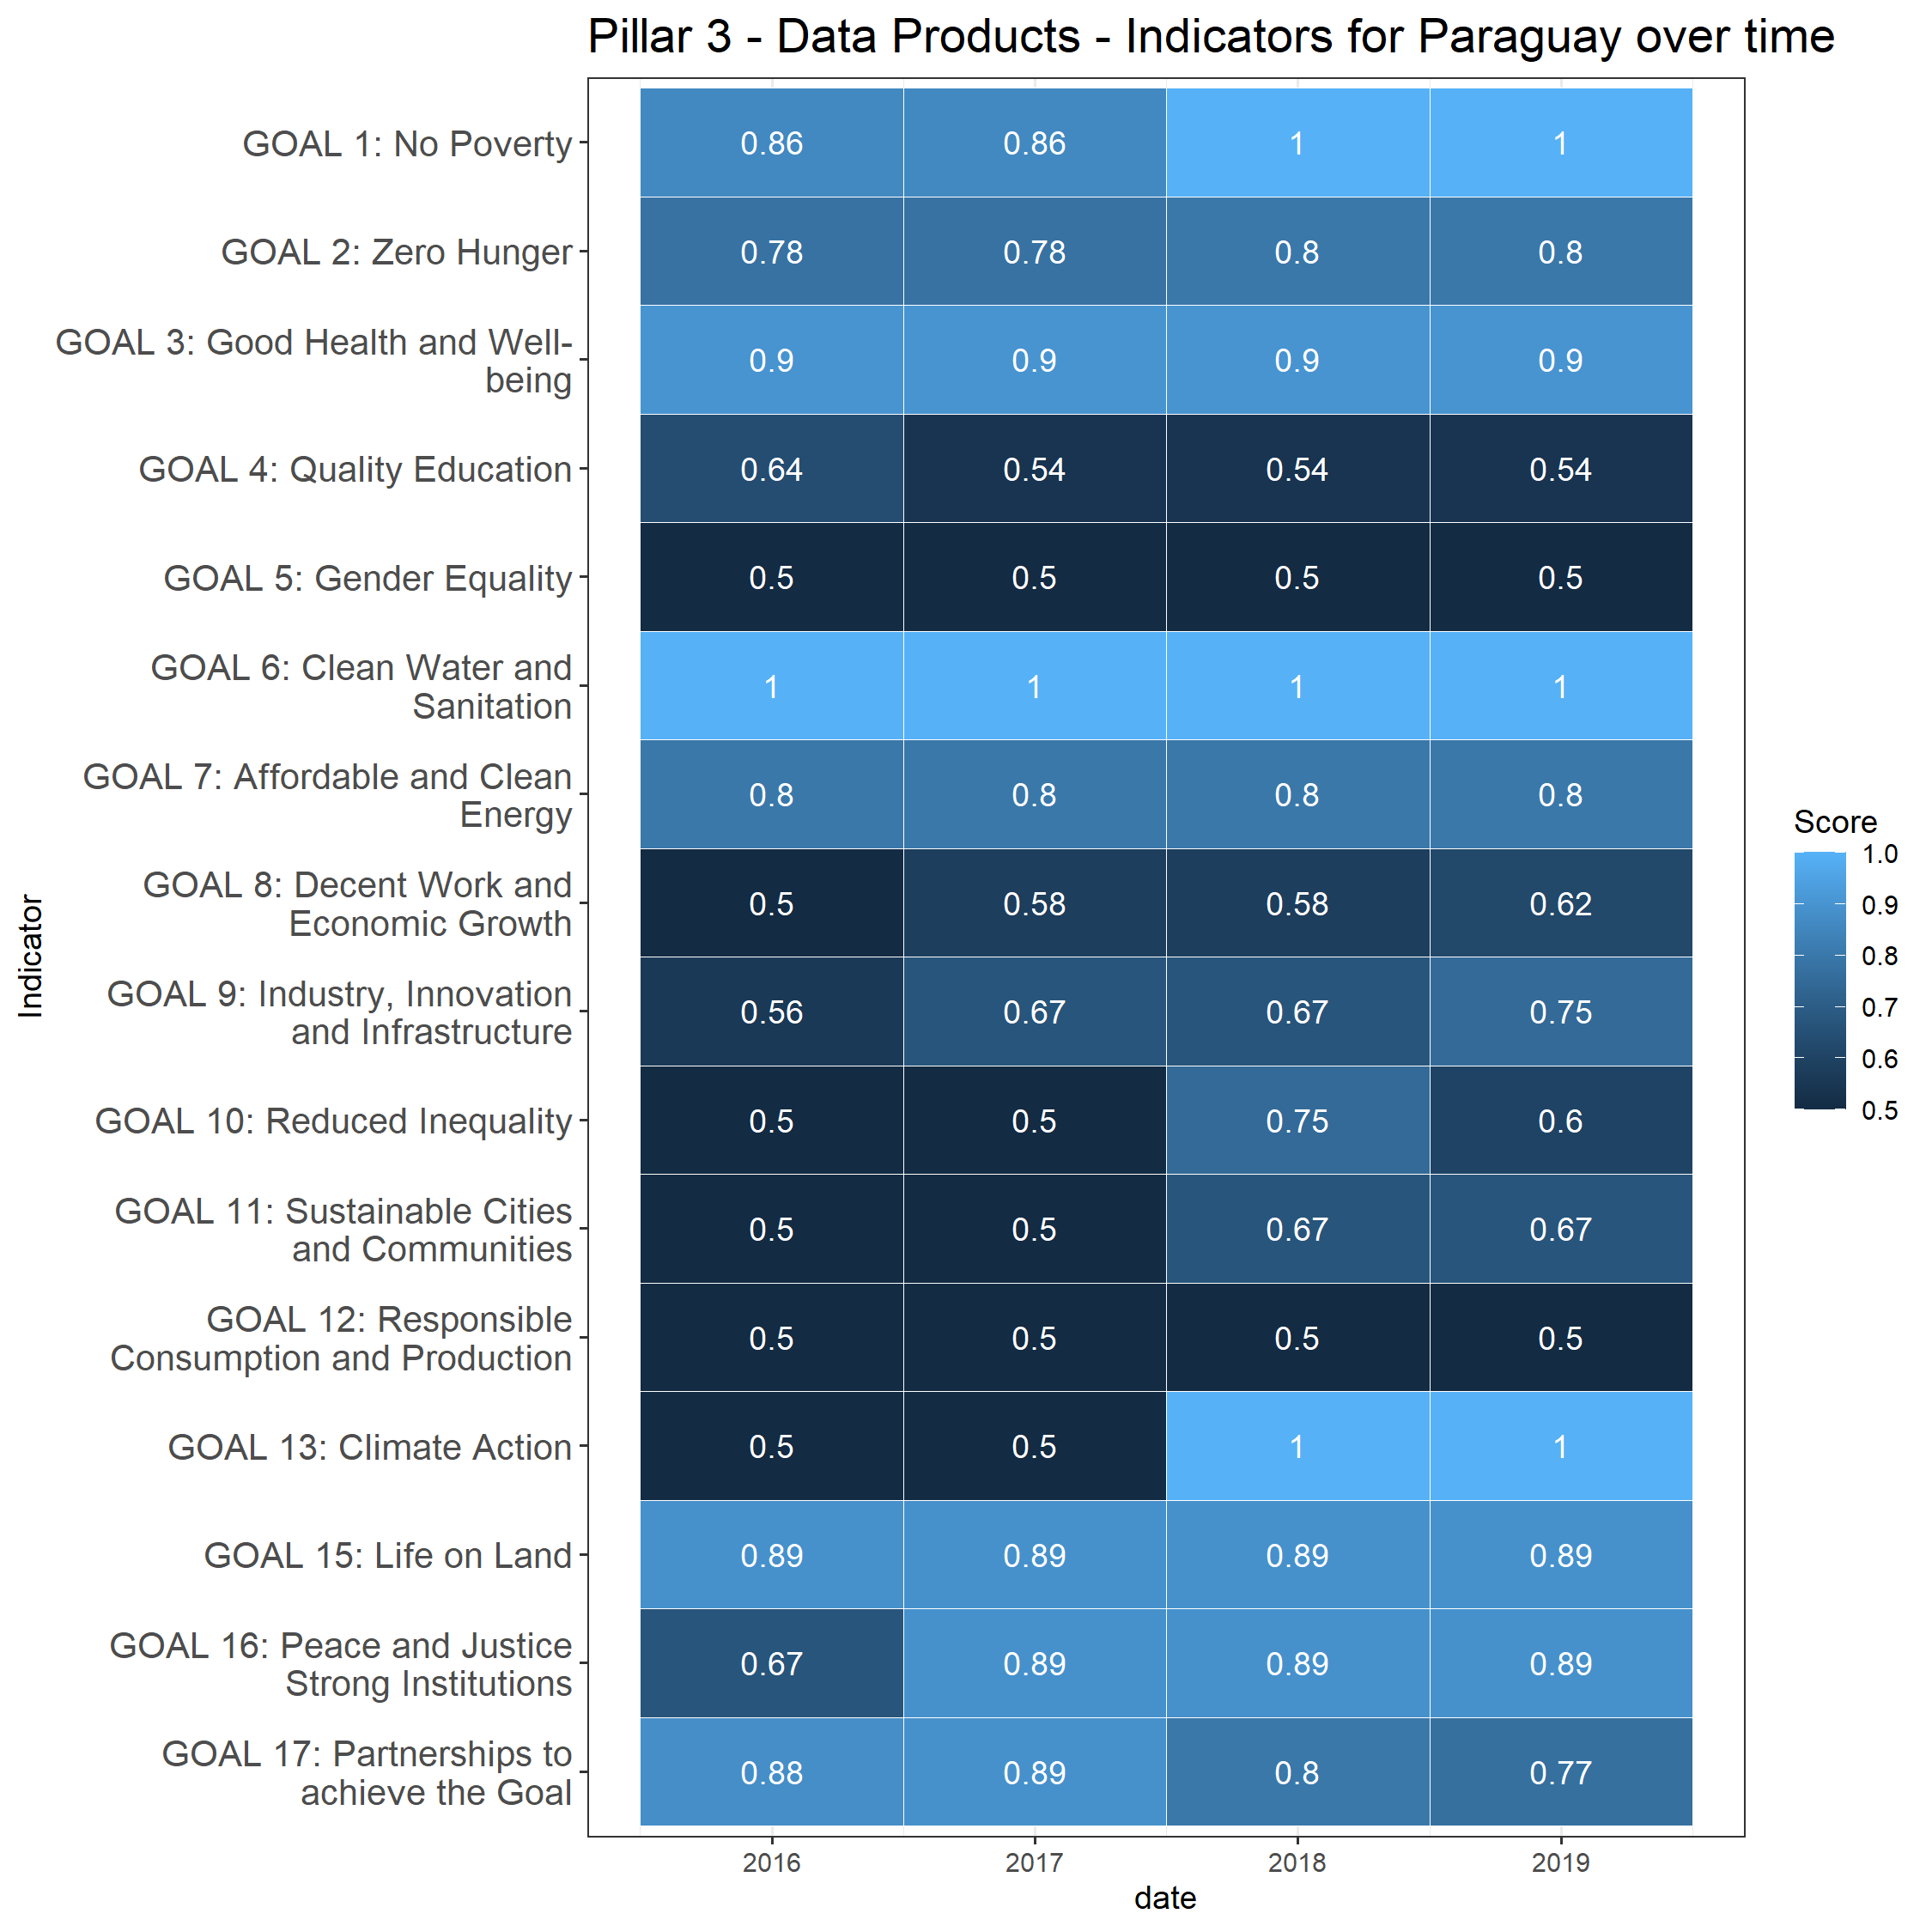 Pillar 3 - Data Products - Indicators for Paraguay over time
GOAL 1: No Poverty
0.86 0.86 1 1
GOAL 2: Zero Hunger
0.78 0.78 0.8 0.8
GOAL 3: Good Health and Well-
being
0.9 0.9 0.9 0.9
GOAL 4: Quality Education
0.64 0.54 0.54 0.54
GOAL 5: Gender Equality
0.5 0.5 0.5 0.5
GOAL 6: Clean Water and
Sanitation
1 1 1 1
GOAL 7: Affordable and Clean
Energy
0.8 0.8 0.8 0.8
GOAL 8: Decent Work and
Economic Growth
0.5 0.58 0.58 0.62
GOAL 9: Industry, Innovation
and Infrastructure
0.56 0.67 0.67 0.75
GOAL 10: Reduced Inequality
0.5 0.5 0.75 0.6
GOAL 11: Sustainable Cities
and Communities
0.5 0.5 0.67 0.67
GOAL 12: Responsible
Consumption and Production
0.5 0.5 0.5 0.5
GOAL 13: Climate Action
0.5 0.5 1 1
GOAL 15: Life on Land
0.89 0.89 0.89 0.89
GOAL 16: Peace and Justice
Strong Institutions
0.67 0.89 0.89 0.89
GOAL 17: Partnerships to
achieve the Goal
0.88 0.89 0.8 0.77
2016 2017 2018 2019
date
Indicator
Score
1.0
0.9
0.8
0.7
0.6
0.5